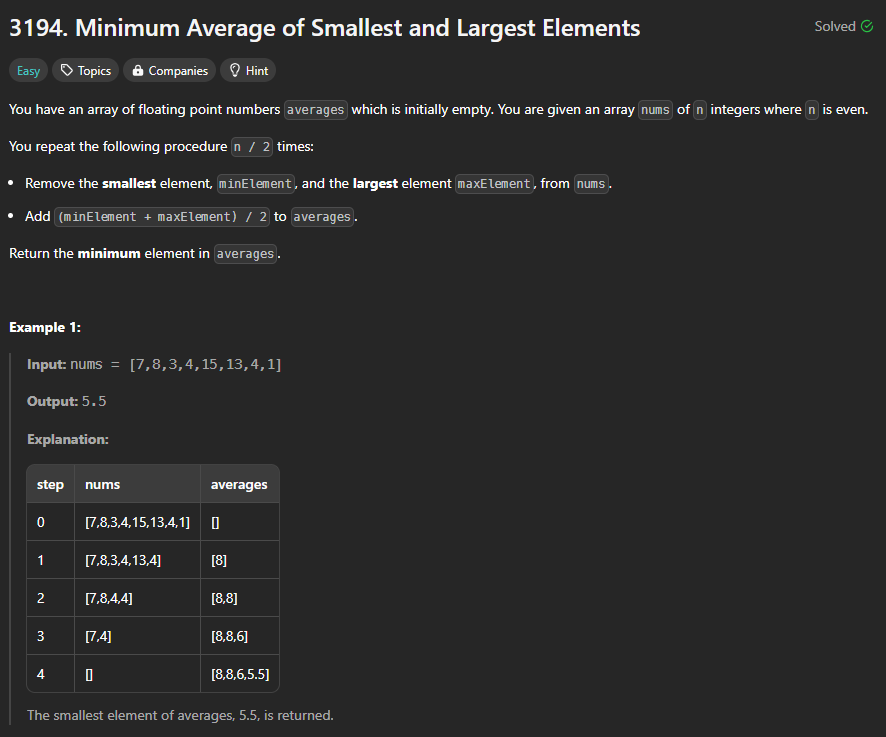 3194. Minimum Average of Smallest and Largest Elements
Solved
Easy Topics Companies Hint
You have an array of floating point numbers averages which is initially empty. You are given an array nums of n integers where n is even.
You repeat the following procedure n / 2 times:
• Remove the smallest element, minElement, and the largest element maxElement, from nums.
• Add (minElement + maxElement) / 2 to averages.
Return the minimum element in averages.
Example 1:
Input: nums = [7,8,3,4,15,13,4,1]
Output: 5.5
Explanation:
step nums averages
0 [7,8,3,4,15,13,4,1] []
1 [7,8,3,4,13,4] [8]
2 [7,8,4,4] [8,8]
3 [7,4] [8,8,6]
4 [] [8,8,6,5.5]
The smallest element of averages, 5.5, is returned.